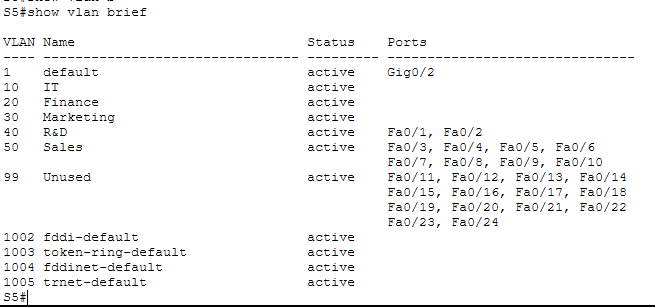 S5#show vlan brief
VLAN Name Status Ports
---- -------------------------------- --------- -------------------------------
1 default active Gig0/2
10 IT active
20 Finance active
30 Marketing active
40 R&D active Fa0/1, Fa0/2
50 Sales active Fa0/3, Fa0/4, Fa0/5, Fa0/6
Fa0/7, Fa0/8, Fa0/9, Fa0/10
99 Unused active Fa0/11, Fa0/12, Fa0/13, Fa0/14
Fa0/15, Fa0/16, Fa0/17, Fa0/18
Fa0/19, Fa0/20, Fa0/21, Fa0/22
Fa0/23, Fa0/24
1002 fddi-default active
1003 token-ring-default active
1004 fddinet-default active
1005 trnet-default active
S5#